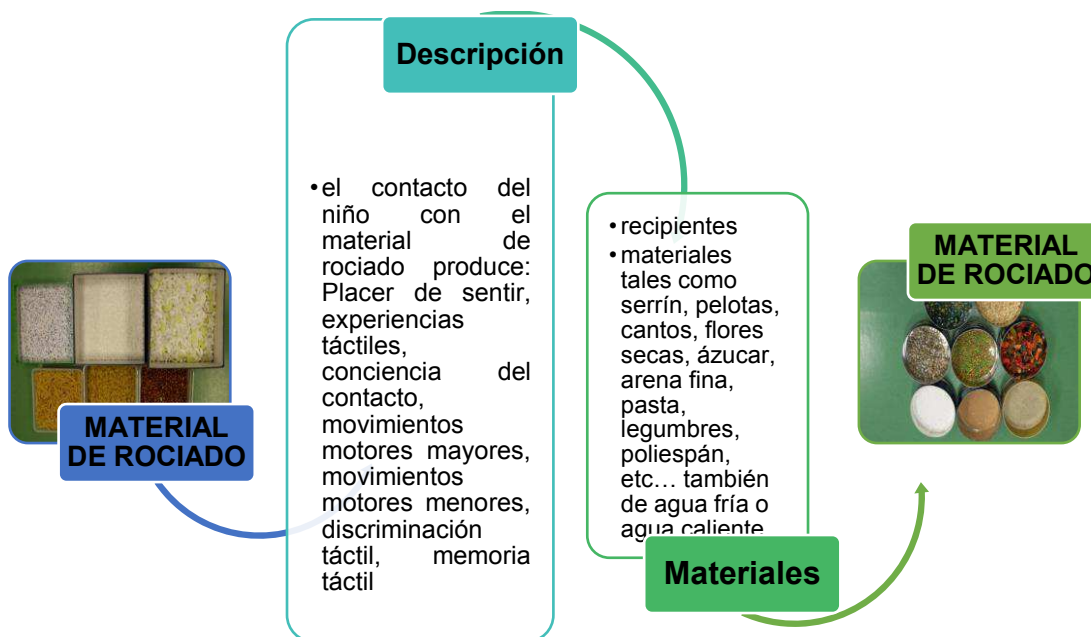 MATERIAL
DE ROCIADO
Descripción
•el contacto del
niño con el
material de
rociado produce:
Placer de sentir,
experiencias
táctiles,
conciencia del
contacto,
movimientos
motores mayores,
movimientos
motores menores,
discriminación
táctil, memoria
táctil
•recipientes
•materiales
tales como
serrín, pelotas,
cantos, flores
secas, ázucar,
arena fina,
pasta,
legumbres,
poliespán,
etc… también
de agua fría o
agua caliente
Materiales
MATERIAL
DE ROCIADO